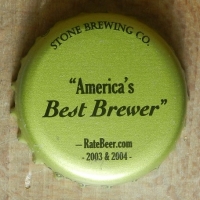 STONE BREWING CO.
“America's
Best Brewer”
– RateBeer.com
- 2003 & 2004 -